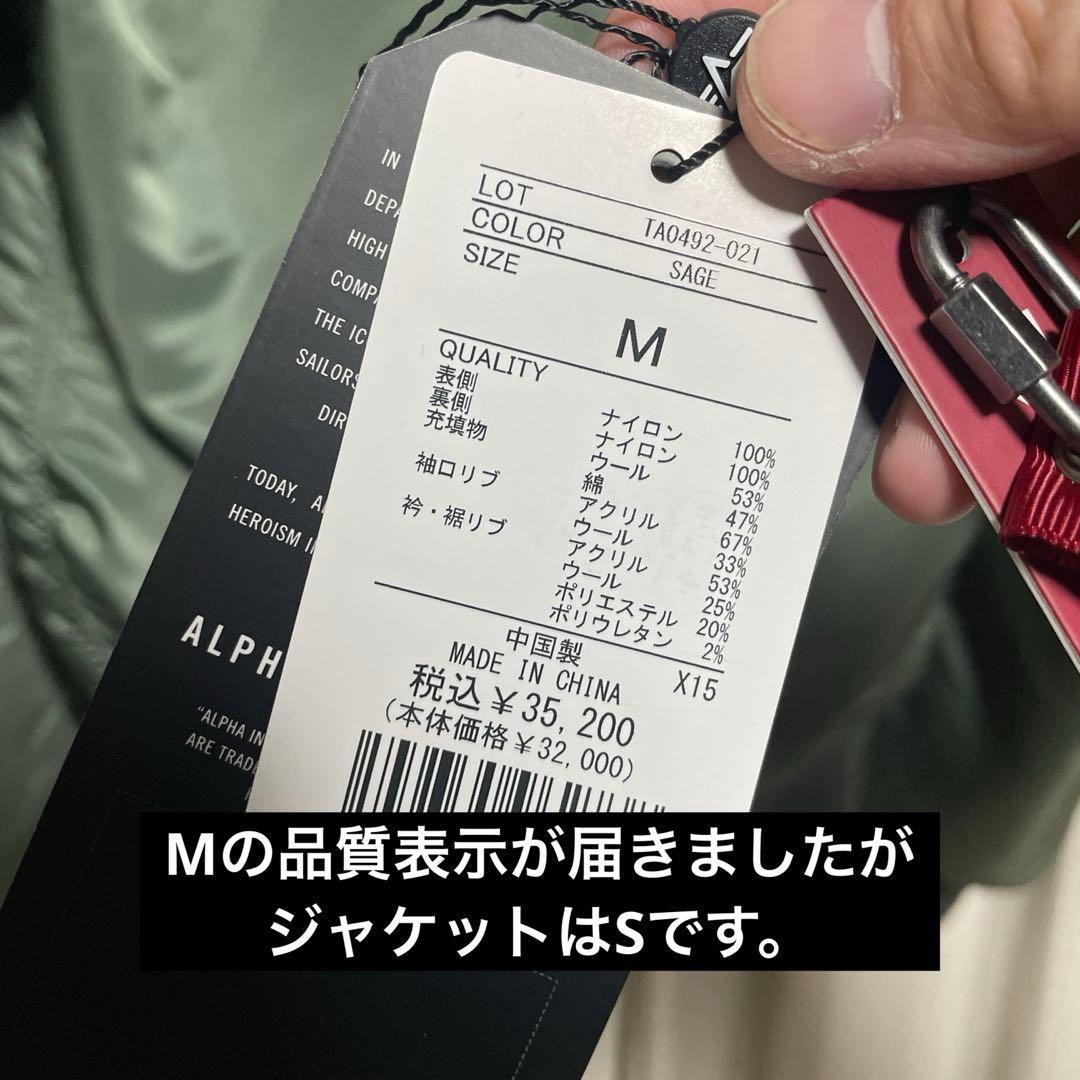 IN
HIGH
THE IC
SAILORS
DIR
TODAY, A
HEROISM I
ALPH
“ALPHA IN
ARE TRADE
LOT TA0492-021
COLOR SAGE
SIZE
M
QUALITY
表側 ナイロン 100%
裏側 ナイロン 100%
充填物 ウール 53%
綿 47%
袖口リブ アクリル 67%
ウール 33%
衿・裾リブ アクリル 53%
ウール 25%
ポリエステル 20%
ポリウレタン 2%
中国製
MADE IN CHINA X15
税込￥35,200
(本体価格￥32,000)
Mの品質表示が届きましたが
ジャケットはSです。